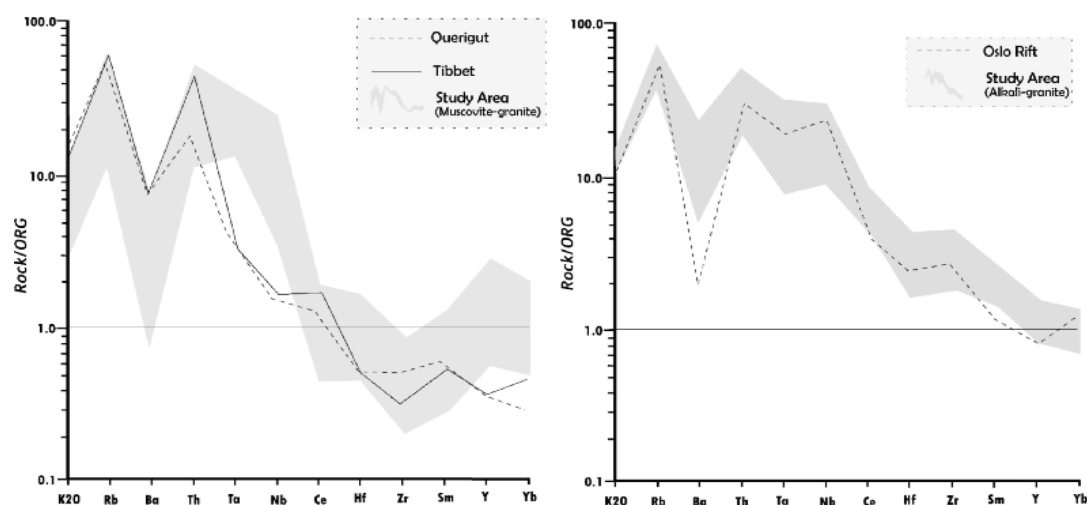 100.0
10.0
1.0
0.1
Rock/ORG
Querigut
Tibbet
Study Area
(Muscovite-granite)
K20 Rb Ba Th Ta Nb Ce Hf Zr Sm Y Yb
100.0
10.0
1.0
0.1
Rock/ORG
Oslo Rift
Study Area
(Alkali-granite)
K20 Rb Ba Th Ta Nb Ce Hf Zr Sm Y Yb